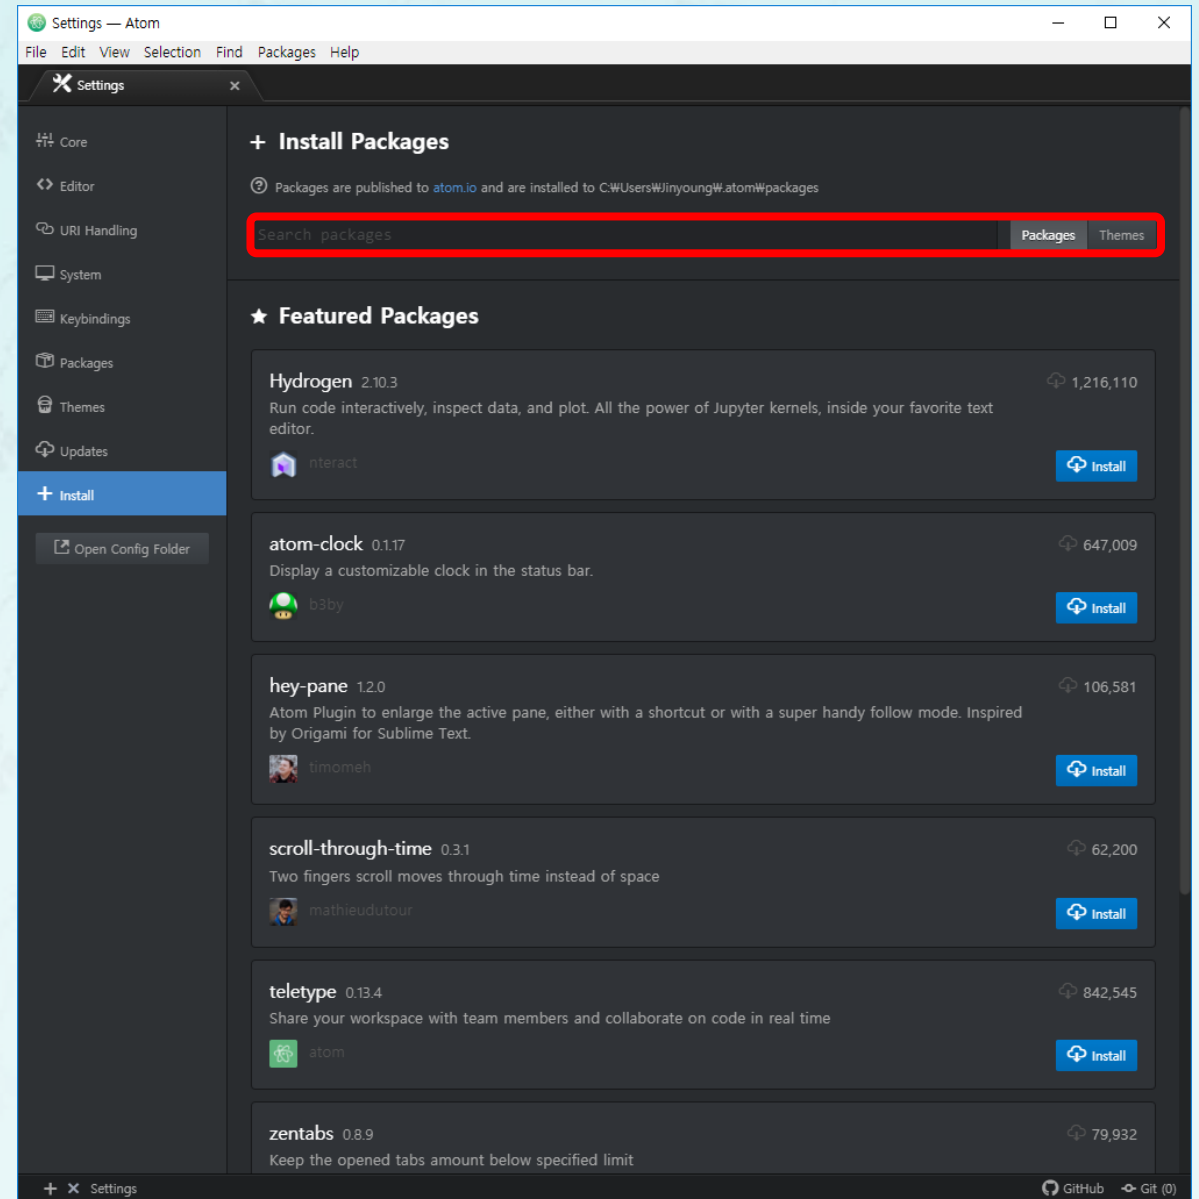 Settings — Atom
File Edit View Selection Find Packages Help
Settings
Core
Editor
URI Handling
System
Keybindings
Packages
Themes
Updates
Install
Open Config Folder
Install Packages
Packages are published to atom.io and are installed to C:₩Users₩Jinyoung₩.atom₩packages
Search packages
Packages Themes
Featured Packages
Hydrogen 2.10.3 1,216,110
Run code interactively, inspect data, and plot. All the power of Jupyter kernels, inside your favorite text
editor.
nteract Install
atom-clock 0.1.17 647,009
Display a customizable clock in the status bar.
b3by Install
hey-pane 1.2.0 106,581
Atom Plugin to enlarge the active pane, either with a shortcut or with a super handy follow mode. Inspired
by Origami for Sublime Text.
timomeh Install
scroll-through-time 0.3.1 62,200
Two fingers scroll moves through time instead of space
mathieudutour Install
teletype 0.13.4 842,545
Share your workspace with team members and collaborate on code in real time
atom Install
zentabs 0.8.9 79,932
Keep the opened tabs amount below specified limit
Settings GitHub Git (0)